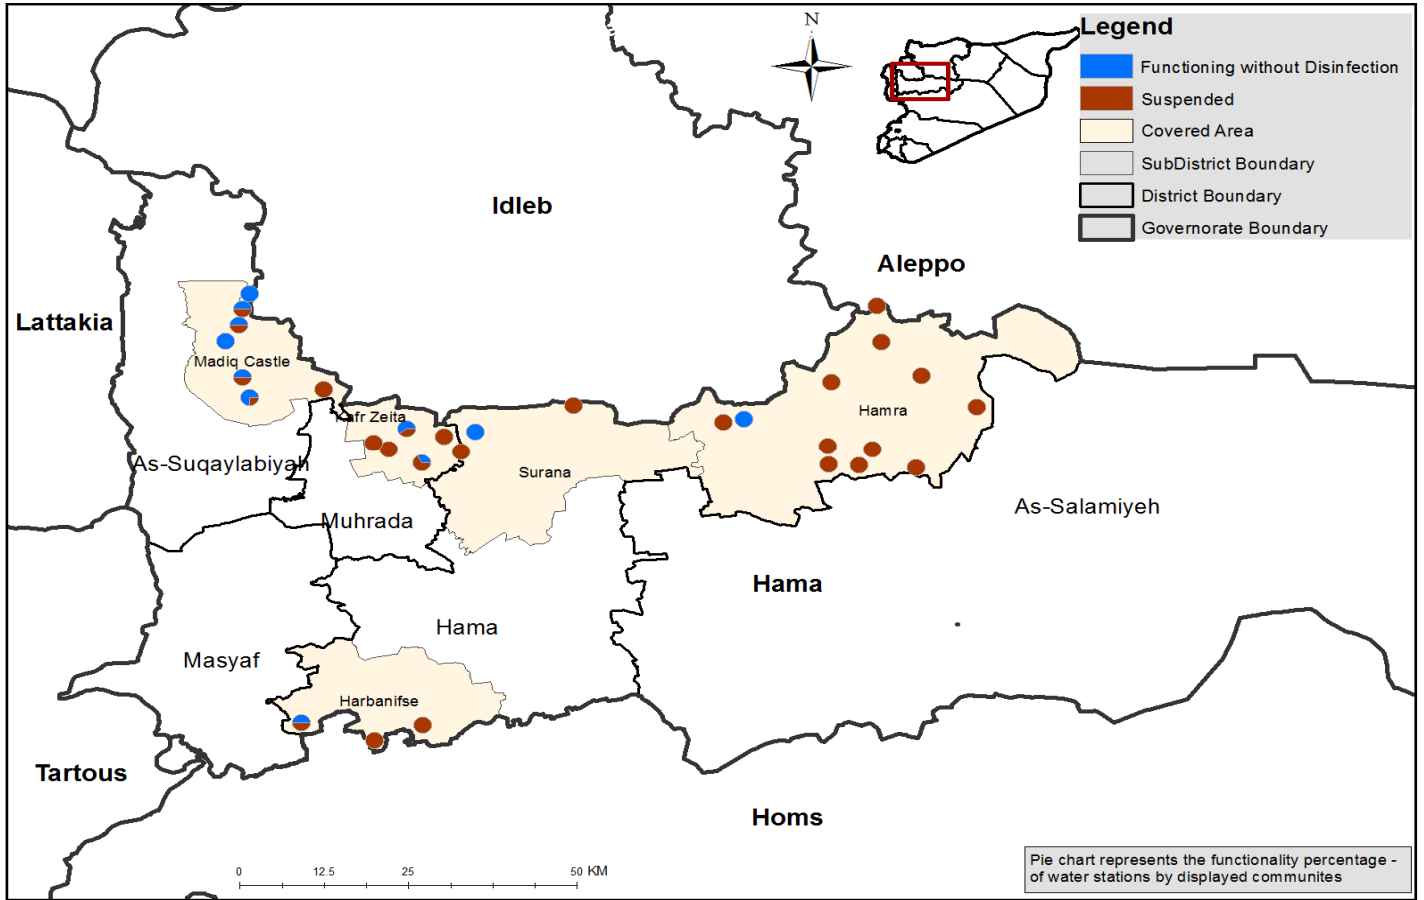 N
Legend
Functioning without Disinfection
Suspended
Covered Area
SubDistrict Boundary
District Boundary
Governorate Boundary
Idleb
Aleppo
Lattakia
Madiq Castle
Kafr Zeita
Hamra
As-Suqaylabiyah
Surana
As-Salamiyeh
Muhrada
Hama
Hama
Masyaf
Harbanifse
Tartous
Homs
0 12.5 25 50 KM
Pie chart represents the functionality percentage -
of water stations by displayed communites